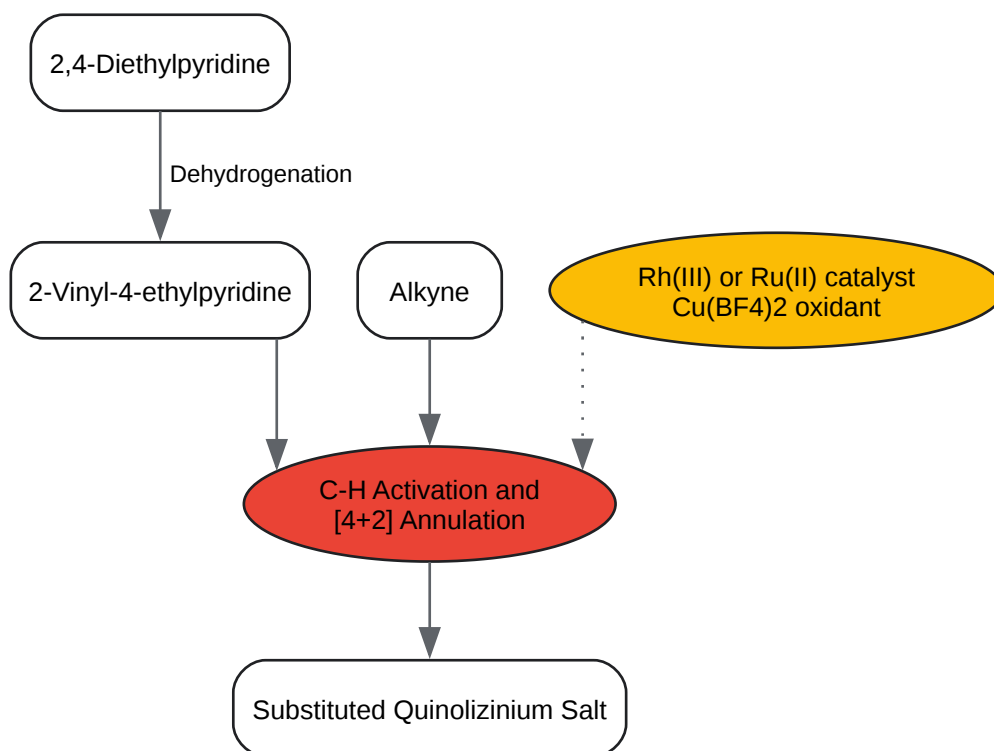 2,4-Diethylpyridine
Dehydrogenation
2-Vinyl-4-ethylpyridine
Alkyne
Rh(III) or Ru(II) catalyst
Cu(BF4)2 oxidant
C-H Activation and
[4+2] Annulation
Substituted Quinolizinium Salt